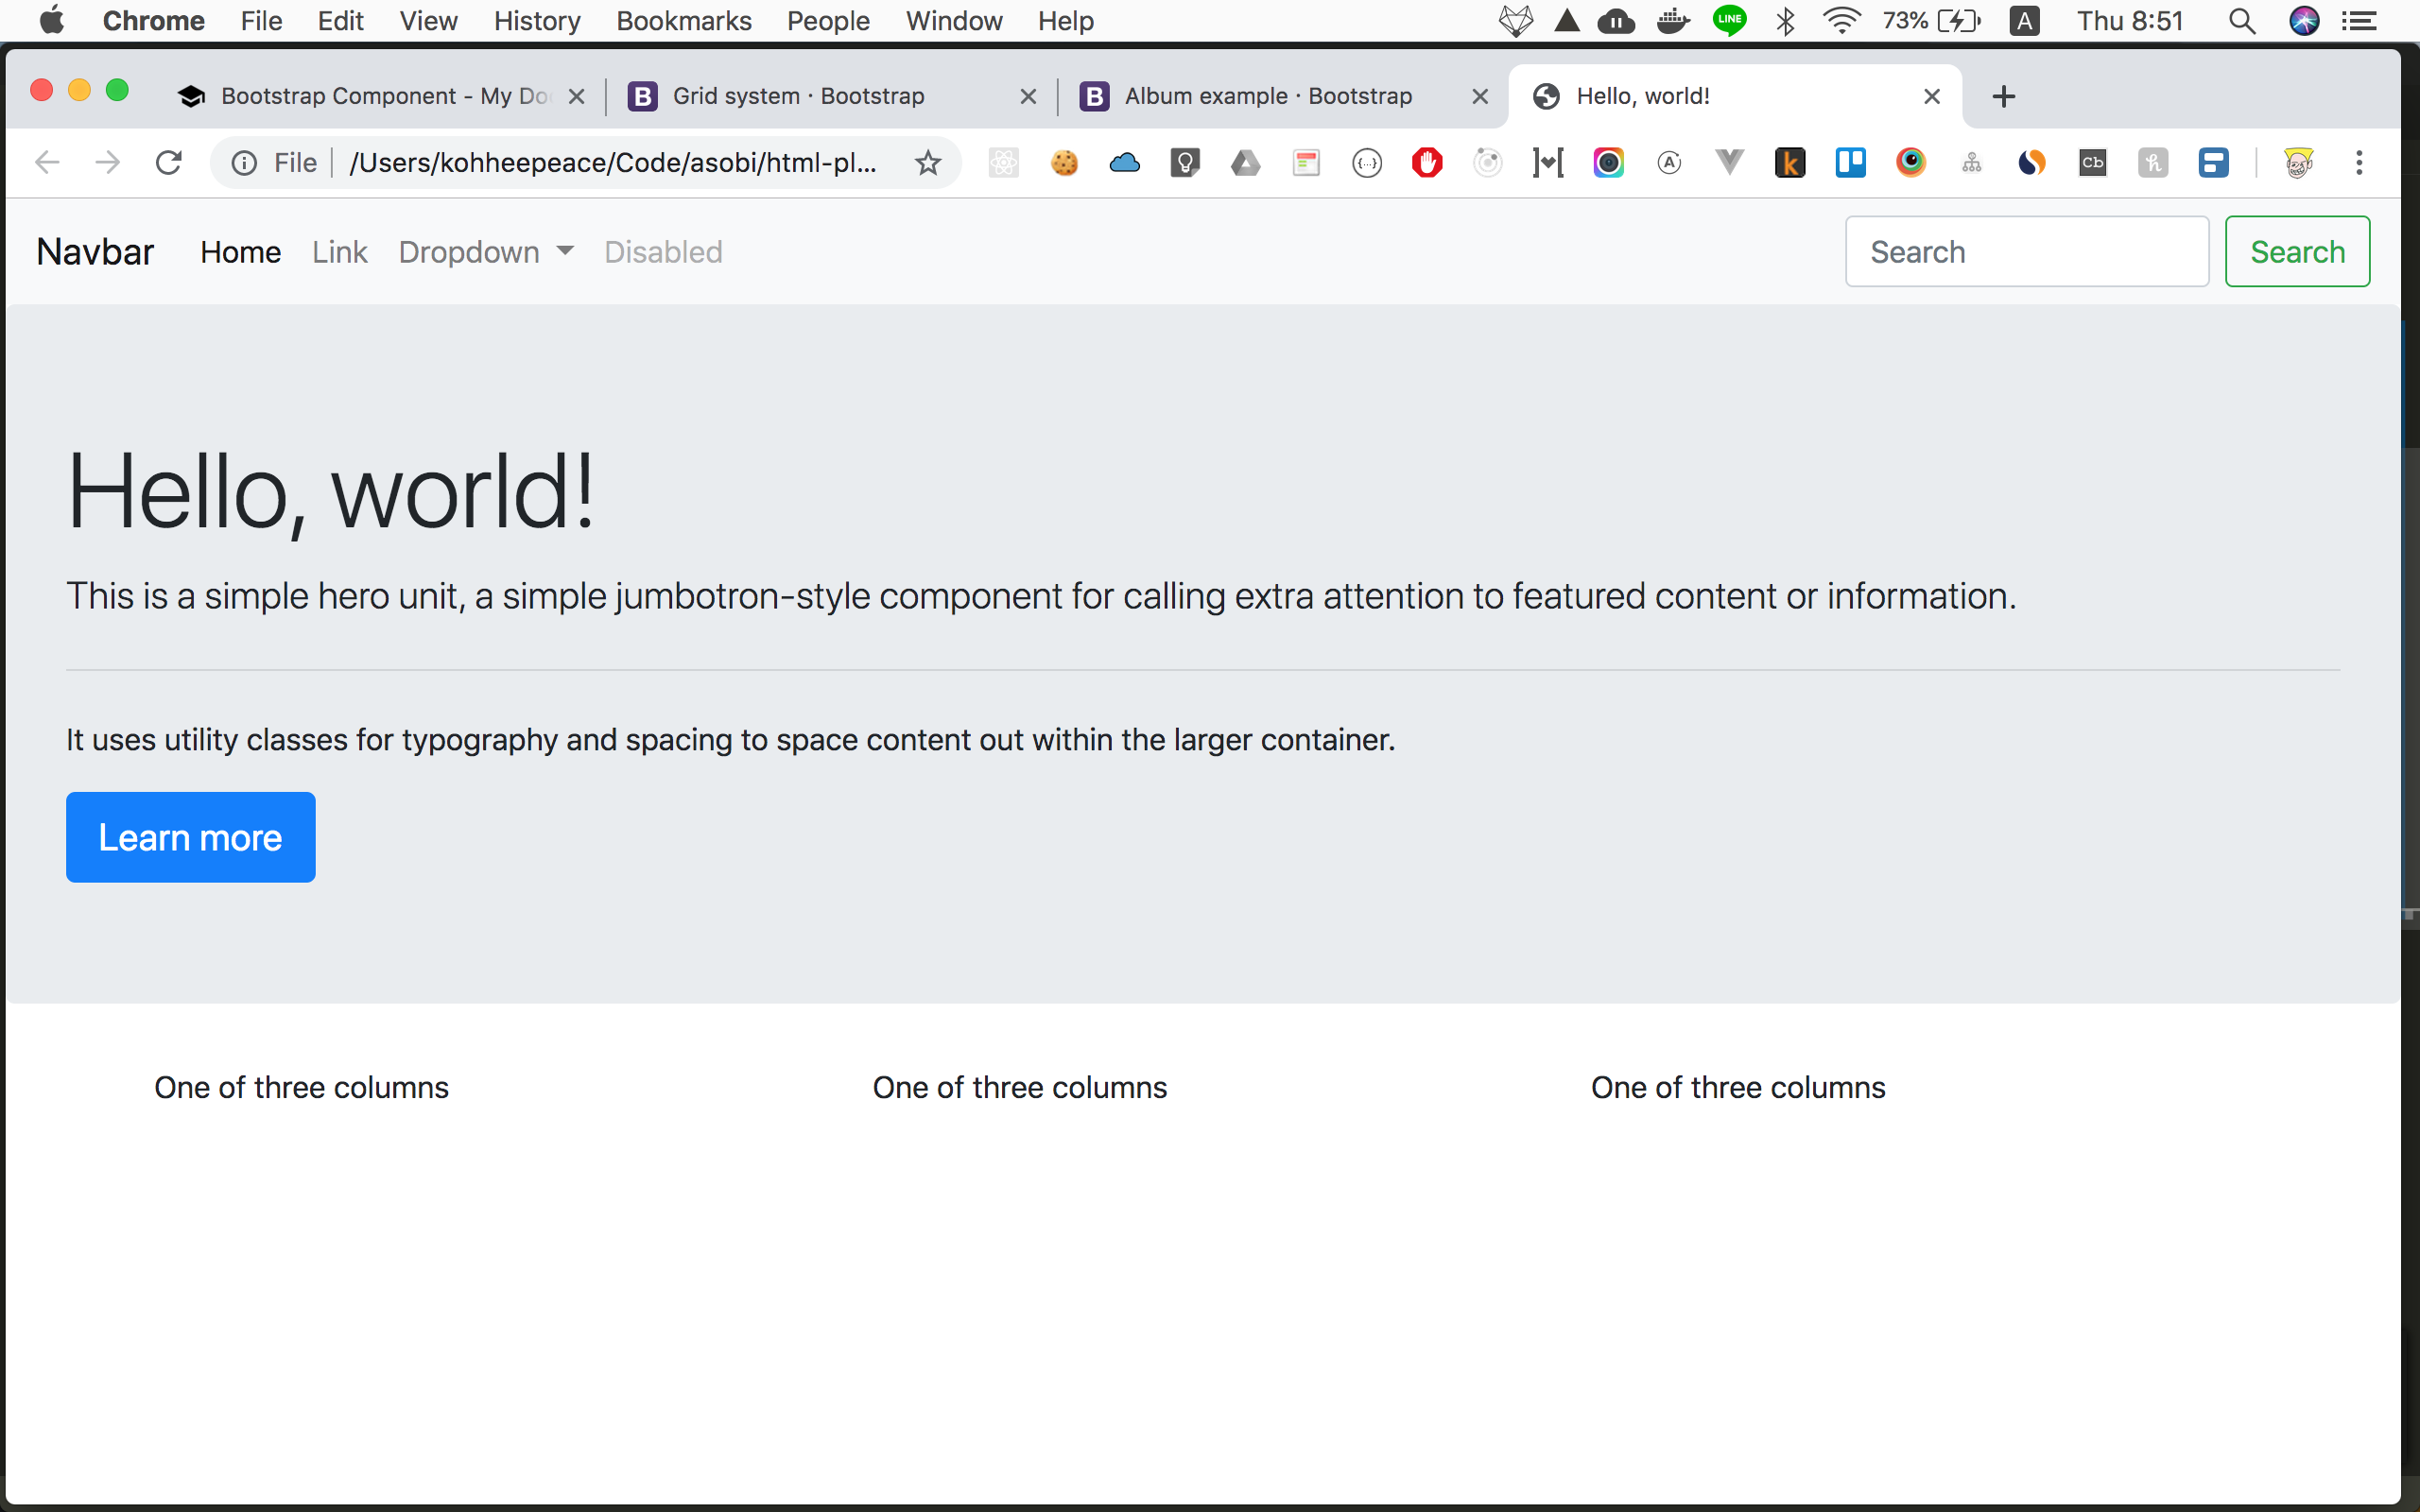 Chrome File Edit View History Bookmarks People Window Help LINE 73% A Thu 8:51
Bootstrap Component - My Do B Grid system · Bootstrap B Album example · Bootstrap Hello, world!
File /Users/kohheepeace/Code/asobi/html-pl... {...} A k Cb h
Navbar Home Link Dropdown Disabled Search Search
Hello, world!
This is a simple hero unit, a simple jumbotron-style component for calling extra attention to featured content or information.
It uses utility classes for typography and spacing to space content out within the larger container.
Learn more
One of three columns One of three columns One of three columns